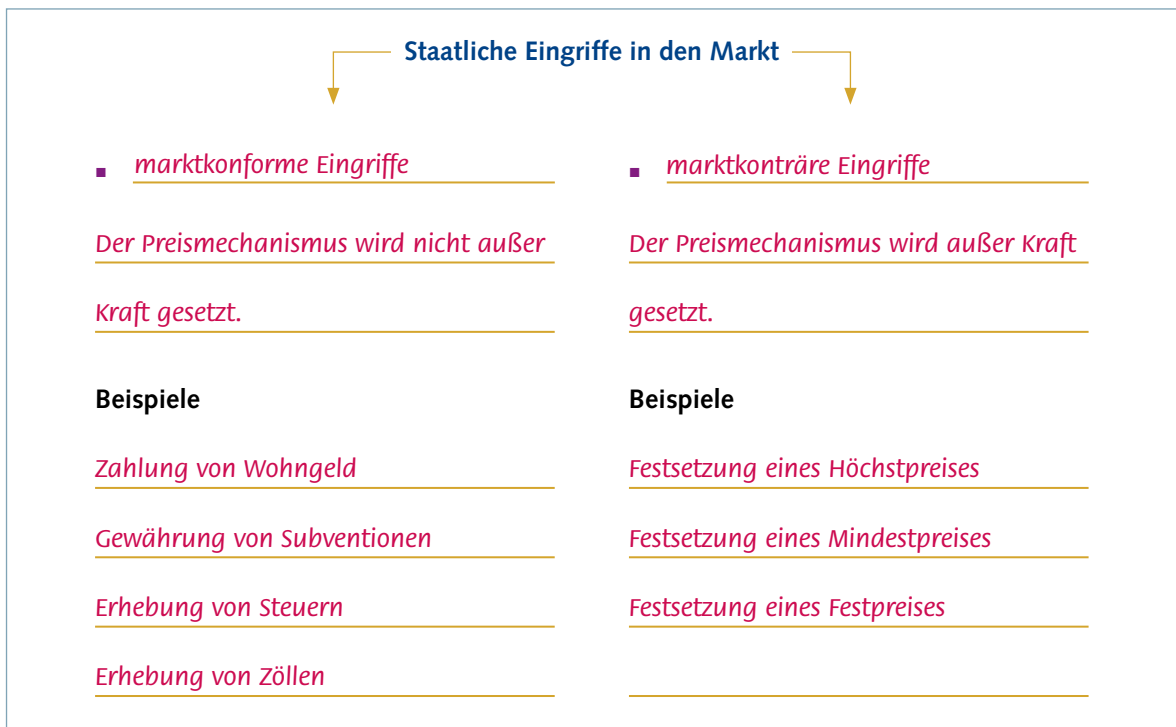 Staatliche Eingriffe in den Markt
marktkonforme Eingriffe
Der Preismechanismus wird nicht außer
Kraft gesetzt.
Beispiele
Zahlung von Wohngeld
Gewährung von Subventionen
Erhebung von Steuern
Erhebung von Zöllen
marktkonträre Eingriffe
Der Preismechanismus wird außer Kraft
gesetzt.
Beispiele
Festsetzung eines Höchstpreises
Festsetzung eines Mindestpreises
Festsetzung eines Festpreises